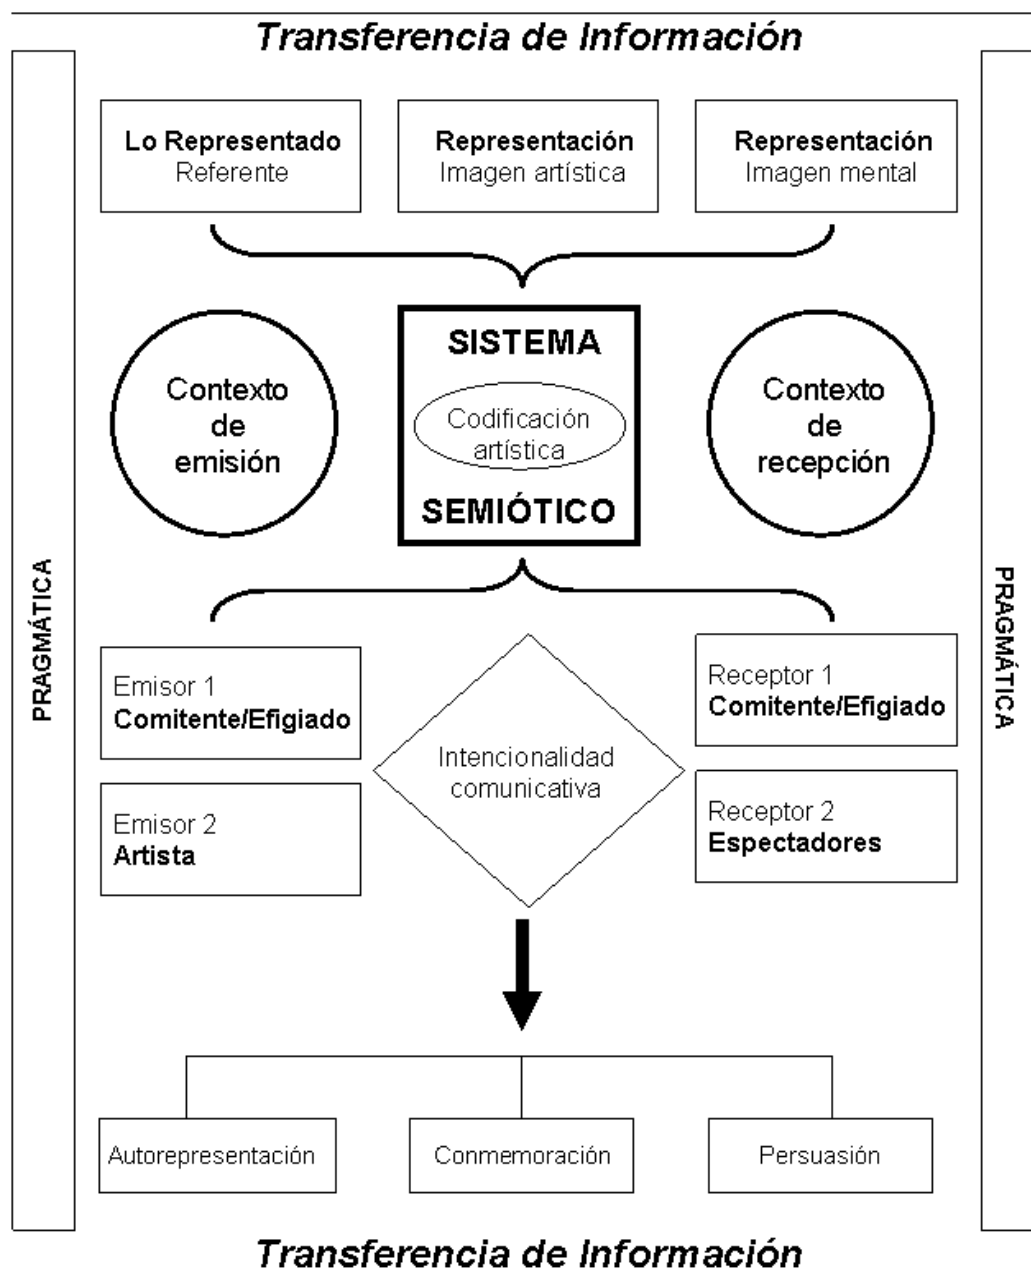 Transferencia de Información
Lo Representado
Referente
Representación
Imagen artística
Representación
Imagen mental
Contexto
de
emisión
SISTEMA
Codificación
artística
SEMIÓTICO
Contexto
de
recepción
PRAGMÁTICA
PRAGMÁTICA
Emisor 1
Comitente/Efigiado
Emisor 2
Artista
Intencionalidad
comunicativa
Receptor 1
Comitente/Efigiado
Receptor 2
Espectadores
Autorepresentación
Conmemoración
Persuasión
Transferencia de Información